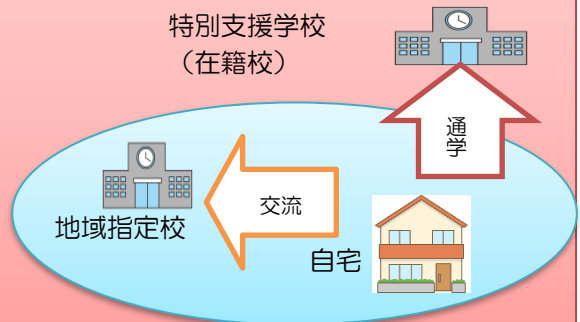 特別支援学校
（在籍校）
通学
交流
地域指定校
自宅